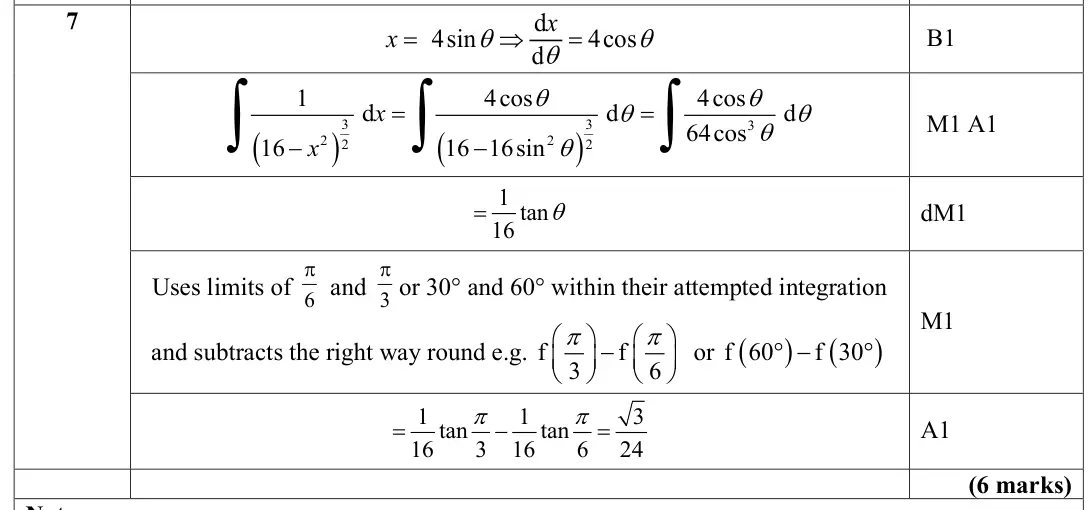 7
x = 4sinθ ⇒ dx/dθ = 4cosθ
B1
∫ 1/(16 − x²)^(3/2) dx = ∫ 4cosθ/(16 − 16sin²θ)^(3/2) dθ = ∫ 4cosθ/64cos³θ dθ
M1 A1
= 1/16 tanθ
dM1
Uses limits of π/6 and π/3 or 30° and 60° within their attempted integration
and subtracts the right way round e.g. f(π/3) − f(π/6) or f(60°) − f(30°)
M1
= 1/16 tan π/3 − 1/16 tan π/6 = √3/24
A1
(6 marks)